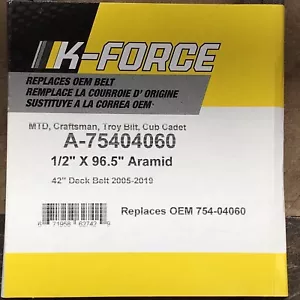 K-FORCE
REPLACES OEM BELT
REMPLACE LA COURROIE D' ORIGINE
SUSTITUYE A LA CORREA OEM
MTD, Craftsman, Troy Bilt, Cub Cadet
A-75404060
1/2" X 96.5" Aramid
42" Deck Belt 2005-2019
Replaces OEM 754-04060